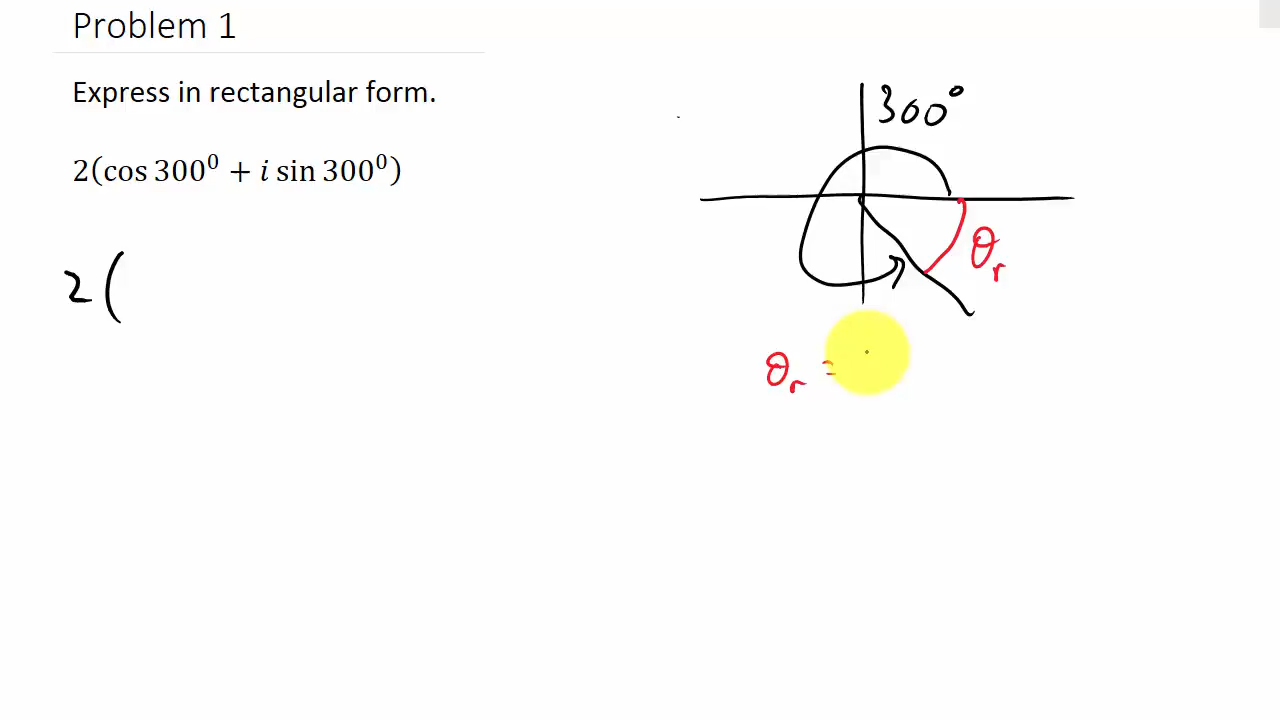 Problem 1
Express in rectangular form.
2(cos 300⁰ + i sin 300⁰)
2(
300°
θr
θr =